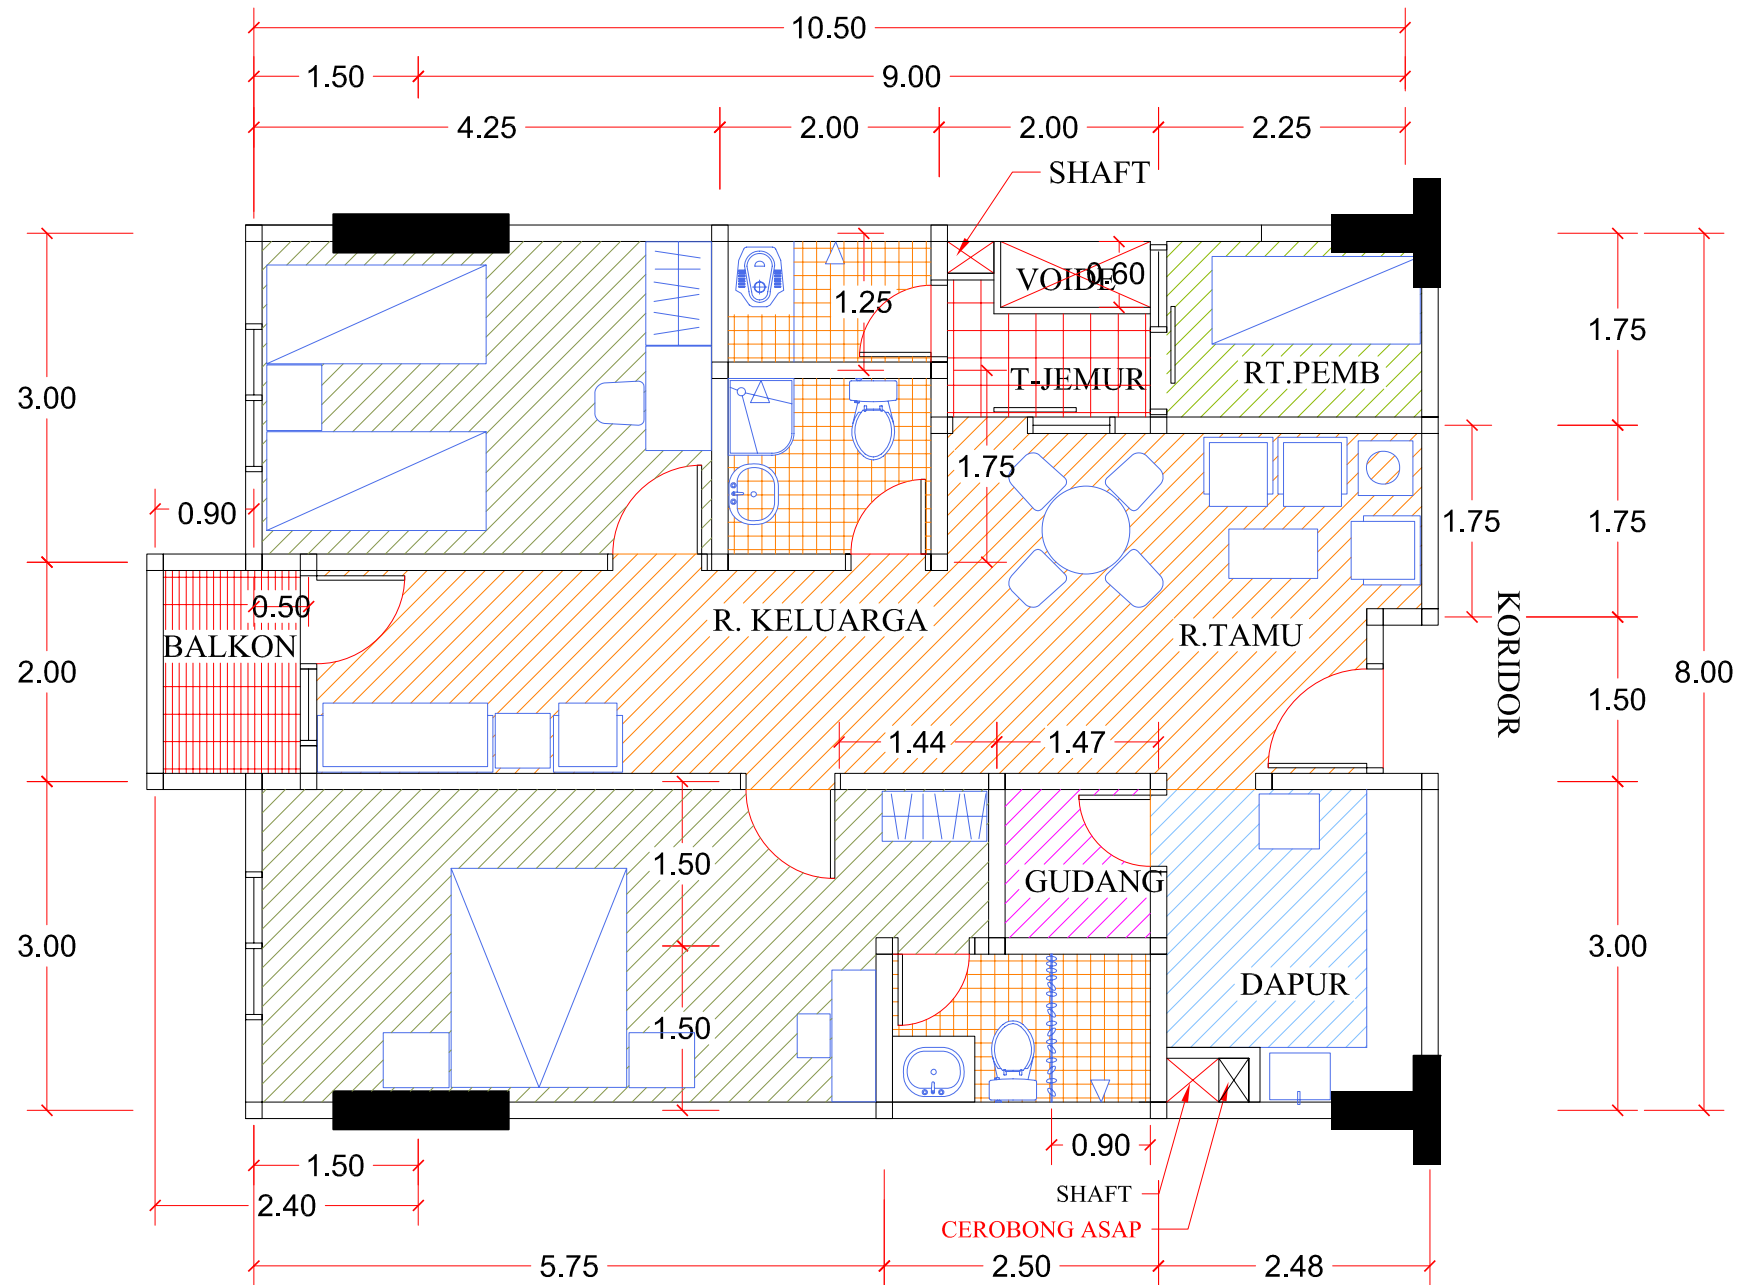 10.50
1.50
9.00
4.25
2.00
2.00
2.25
SHAFT
VOIDE
0.60
1.25
1.75
3.00
RT.PEMB
T-JEMUR
1.75
0.90
1.75
1.75
0.50
R. KELUARGA
R.TAMU
BALKON
KORIDOR
2.00
8.00
1.50
1.44
1.47
1.50
GUDANG
3.00
3.00
DAPUR
1.50
0.90
1.50
SHAFT
2.40
CEROBONG ASAP
5.75
2.50
2.48